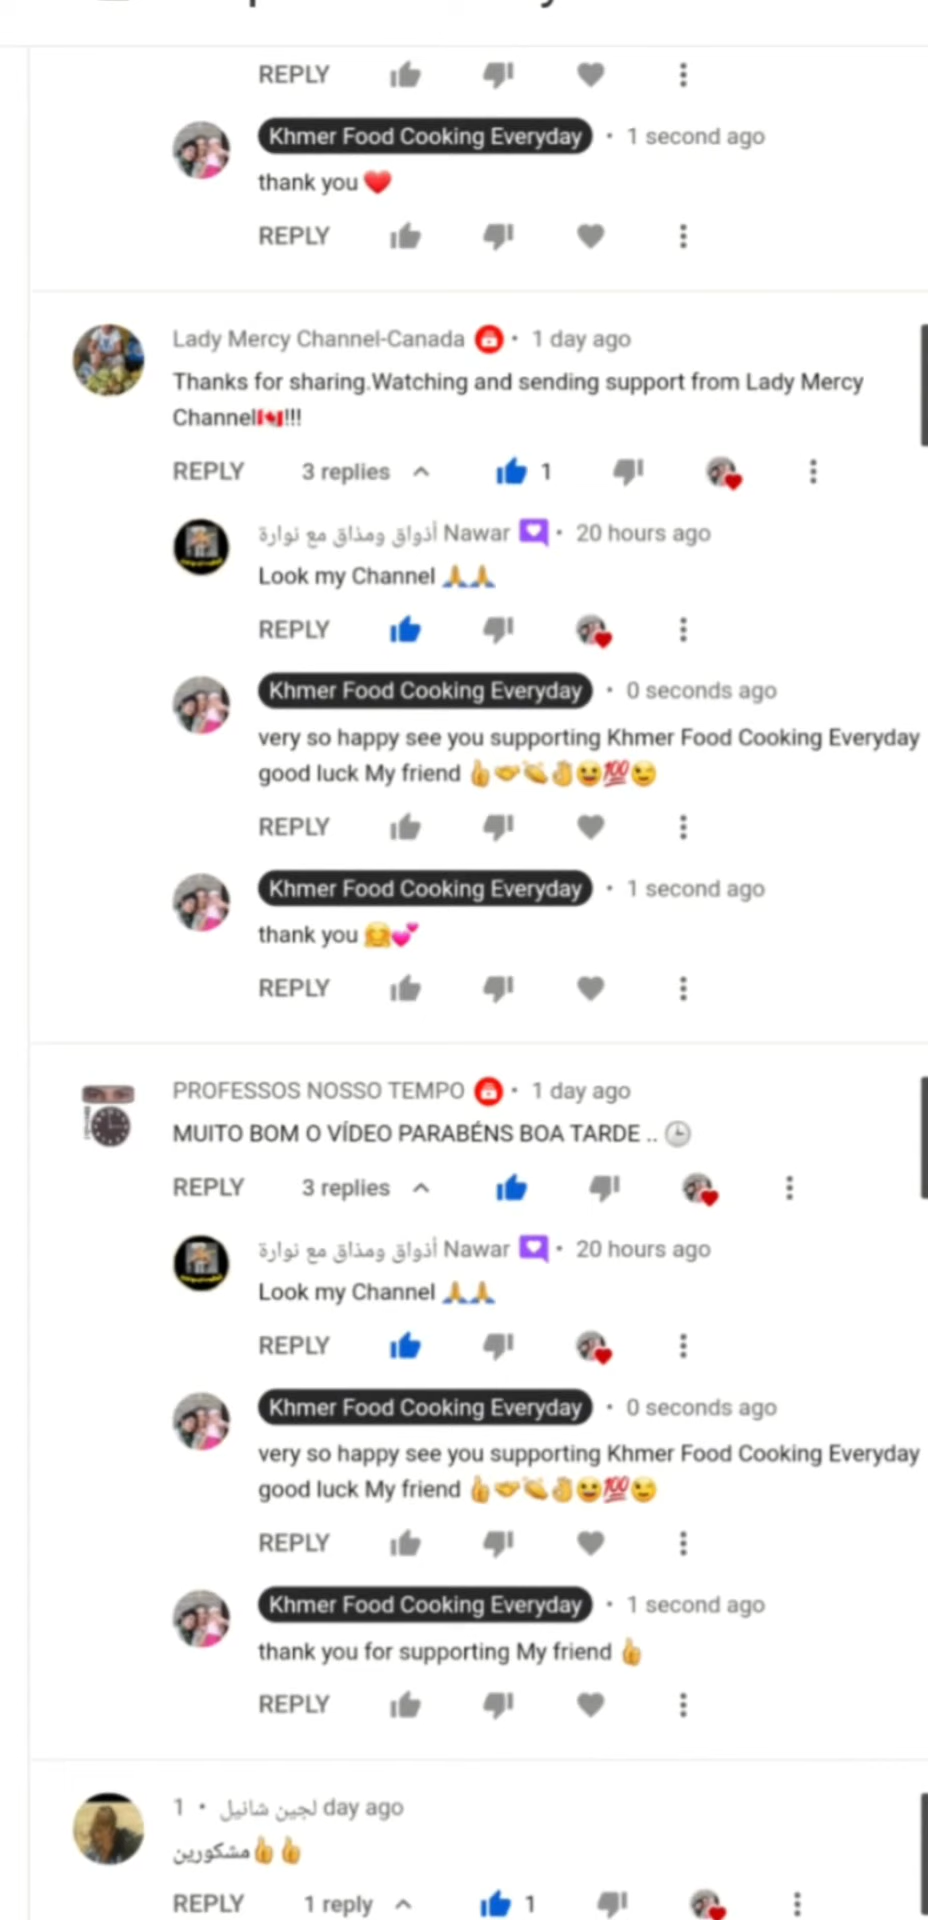 REPLY
Khmer Food Cooking Everyday • 1 second ago
thank you ❤️
REPLY
Lady Mercy Channel-Canada • 1 day ago
Thanks for sharing.Watching and sending support from Lady Mercy
Channel🇨🇦!!!
REPLY 3 replies 1
أذواق ومذاق مع نوارة Nawar • 20 hours ago
Look my Channel 🙏🙏
REPLY
Khmer Food Cooking Everyday • 0 seconds ago
very so happy see you supporting Khmer Food Cooking Everyday
good luck My friend 👍🤝👏👌😀💯😉
REPLY
Khmer Food Cooking Everyday • 1 second ago
thank you 🤗💕
REPLY
PROFESSOS NOSSO TEMPO • 1 day ago
MUITO BOM O VÍDEO PARABÉNS BOA TARDE .. 🕒
REPLY 3 replies
أذواق ومذاق مع نوارة Nawar • 20 hours ago
Look my Channel 🙏🙏
REPLY
Khmer Food Cooking Everyday • 0 seconds ago
very so happy see you supporting Khmer Food Cooking Everyday
good luck My friend 👍🤝👏👌😀💯😉
REPLY
Khmer Food Cooking Everyday • 1 second ago
thank you for supporting My friend 👍
REPLY
1 • لجين شانيل day ago
مشكورين👍👍
REPLY 1 reply 1